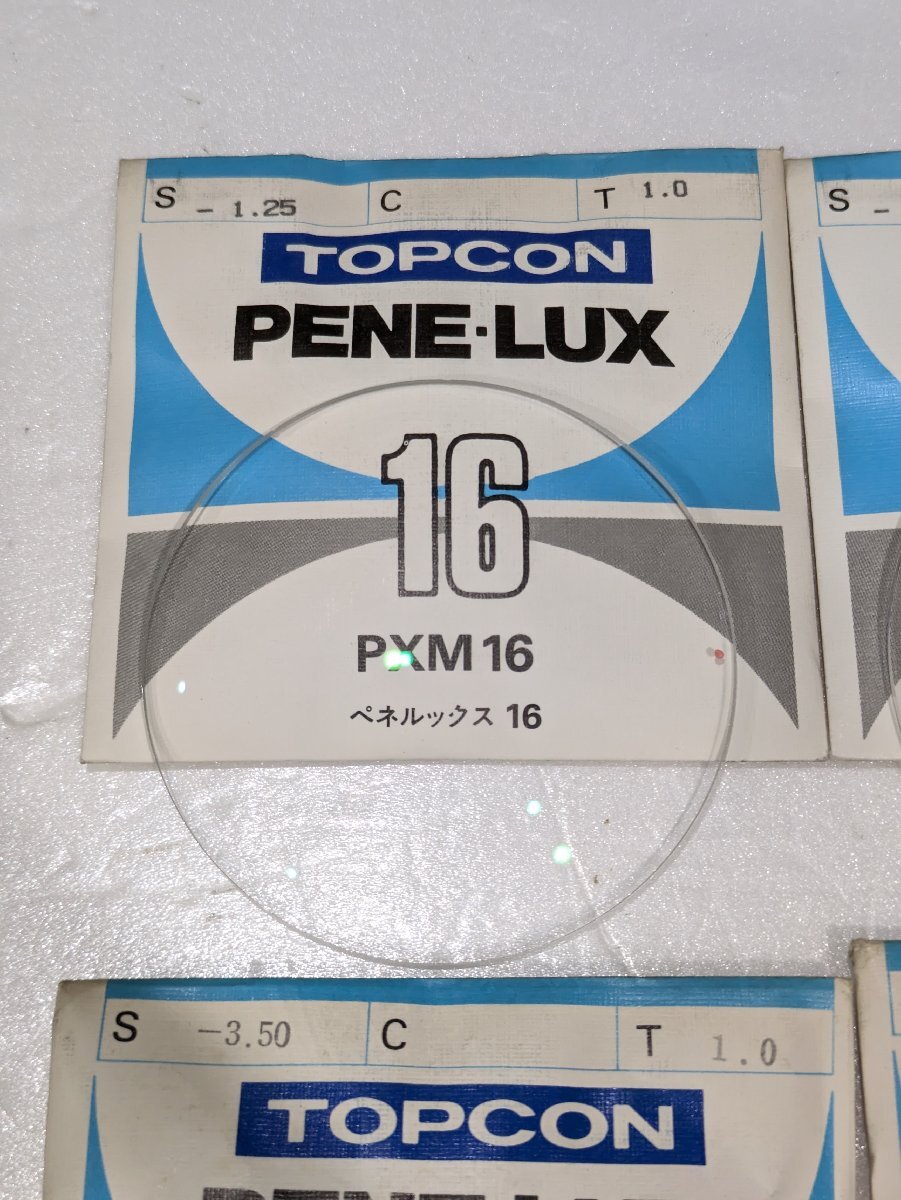 S - 1.25 C T 1.0
TOPCON
PENE·LUX
16
PXM 16
ペネルックス 16
S -
S -3.50 C T 1.0
TOPCON